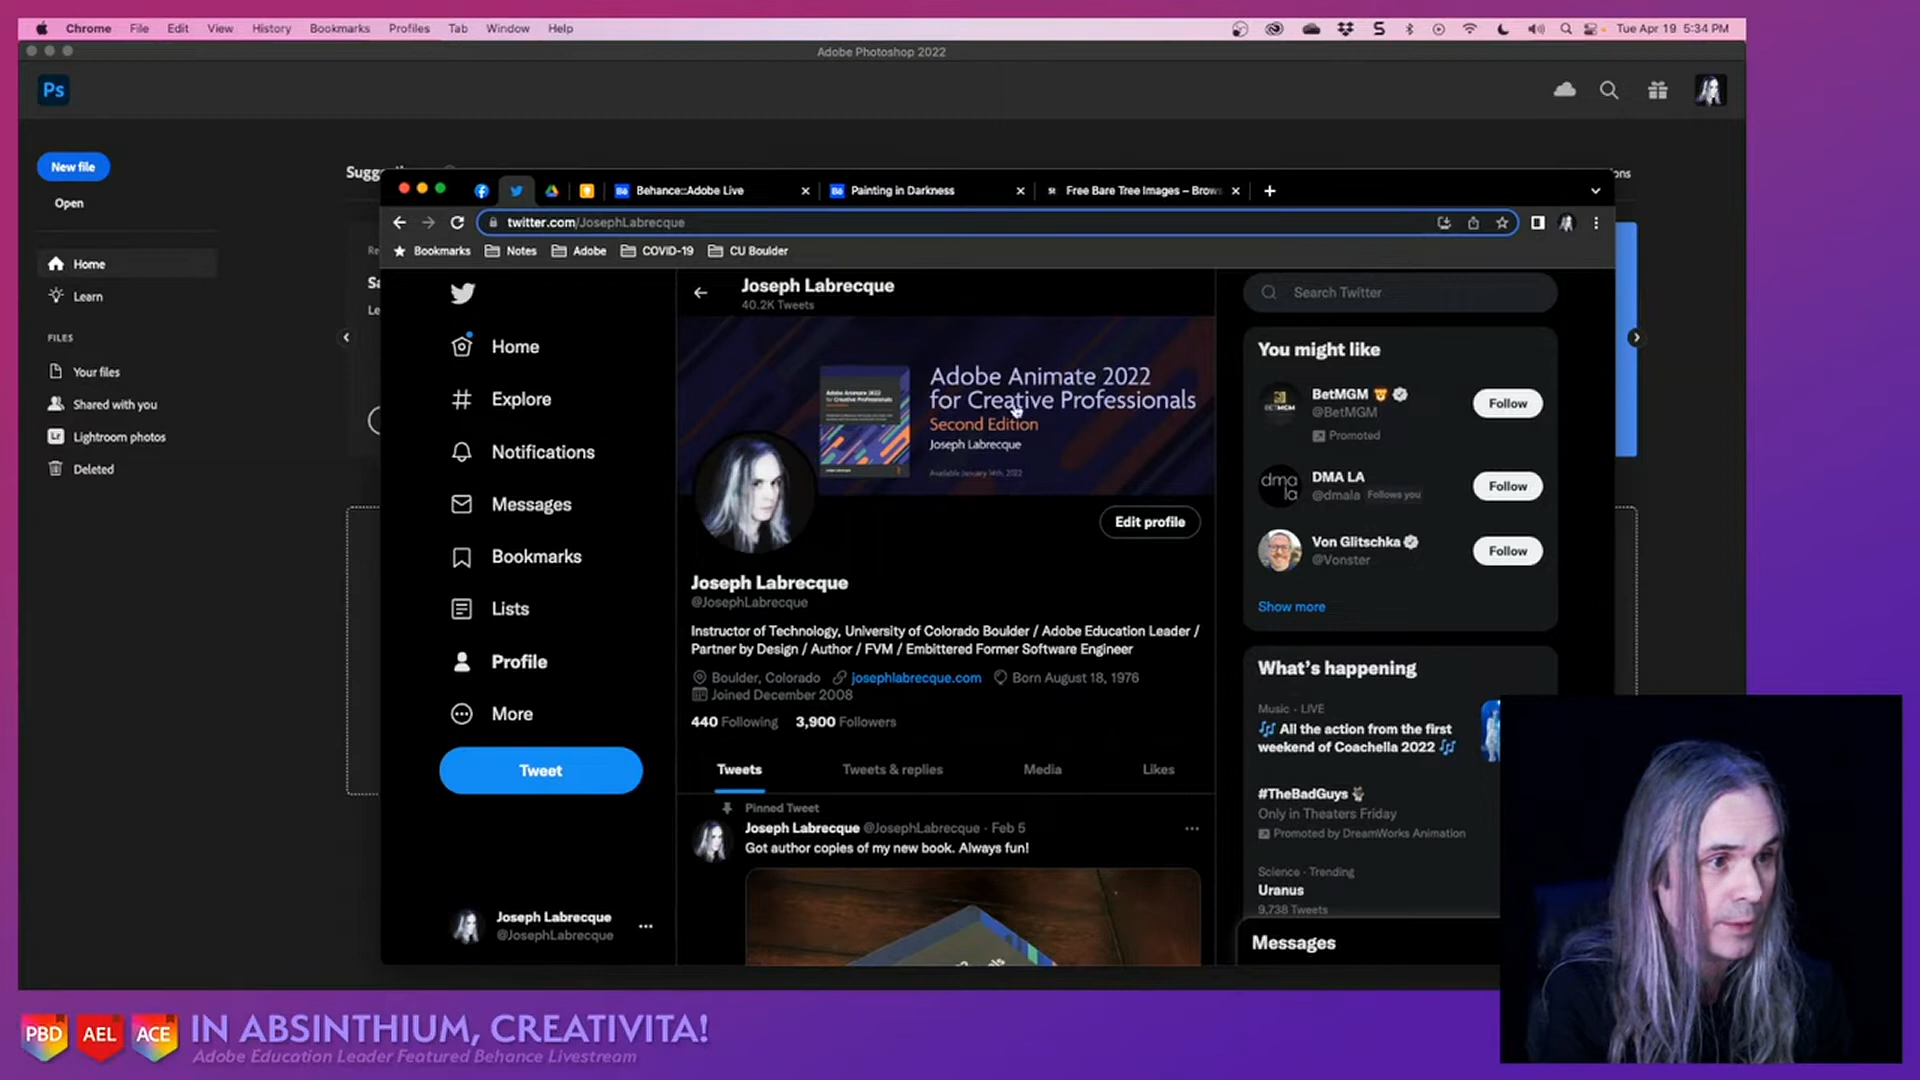 Chrome File Edit View History Bookmarks Profiles Tab Window Help
Tue Apr 19 5:34 PM
Adobe Photoshop 2022
Ps
New file
Open
Home
Learn
FILES
Your files
Shared with you
Lr Lightroom photos
Deleted
Behance::Adobe Live
Painting in Darkness
Free Bare Tree Images – Brows
twitter.com/JosephLabrecque
Bookmarks Notes Adobe COVID-19 CU Boulder
Joseph Labrecque
40.2K Tweets
Home
Explore
Notifications
Messages
Bookmarks
Lists
Profile
More
Tweet
Joseph Labrecque
@JosephLabrecque
Adobe Animate 2022
for Creative Professionals
Second Edition
Joseph Labrecque
Available January 14th, 2022
Edit profile
Joseph Labrecque
@JosephLabrecque
Instructor of Technology, University of Colorado Boulder / Adobe Education Leader /
Partner by Design / Author / FVM / Embittered Former Software Engineer
Boulder, Colorado josephlabrecque.com Born August 18, 1976
Joined December 2008
440 Following 3,900 Followers
Tweets Tweets & replies Media Likes
Pinned Tweet
Joseph Labrecque @JosephLabrecque · Feb 5
Got author copies of my new book. Always fun!
Search Twitter
You might like
BetMGM
@BetMGM
Promoted
Follow
DMA LA
@dmala Follows you
Follow
Von Glitschka
@Vonster
Follow
Show more
What's happening
Music · LIVE
All the action from the first
weekend of Coachella 2022
#TheBadGuys
Only in Theaters Friday
Promoted by DreamWorks Animation
Science · Trending
Uranus
9,738 Tweets
Messages
PBD AEL ACE
IN ABSINTHIUM, CREATIVITA!
Adobe Education Leader Featured Behance Livestream